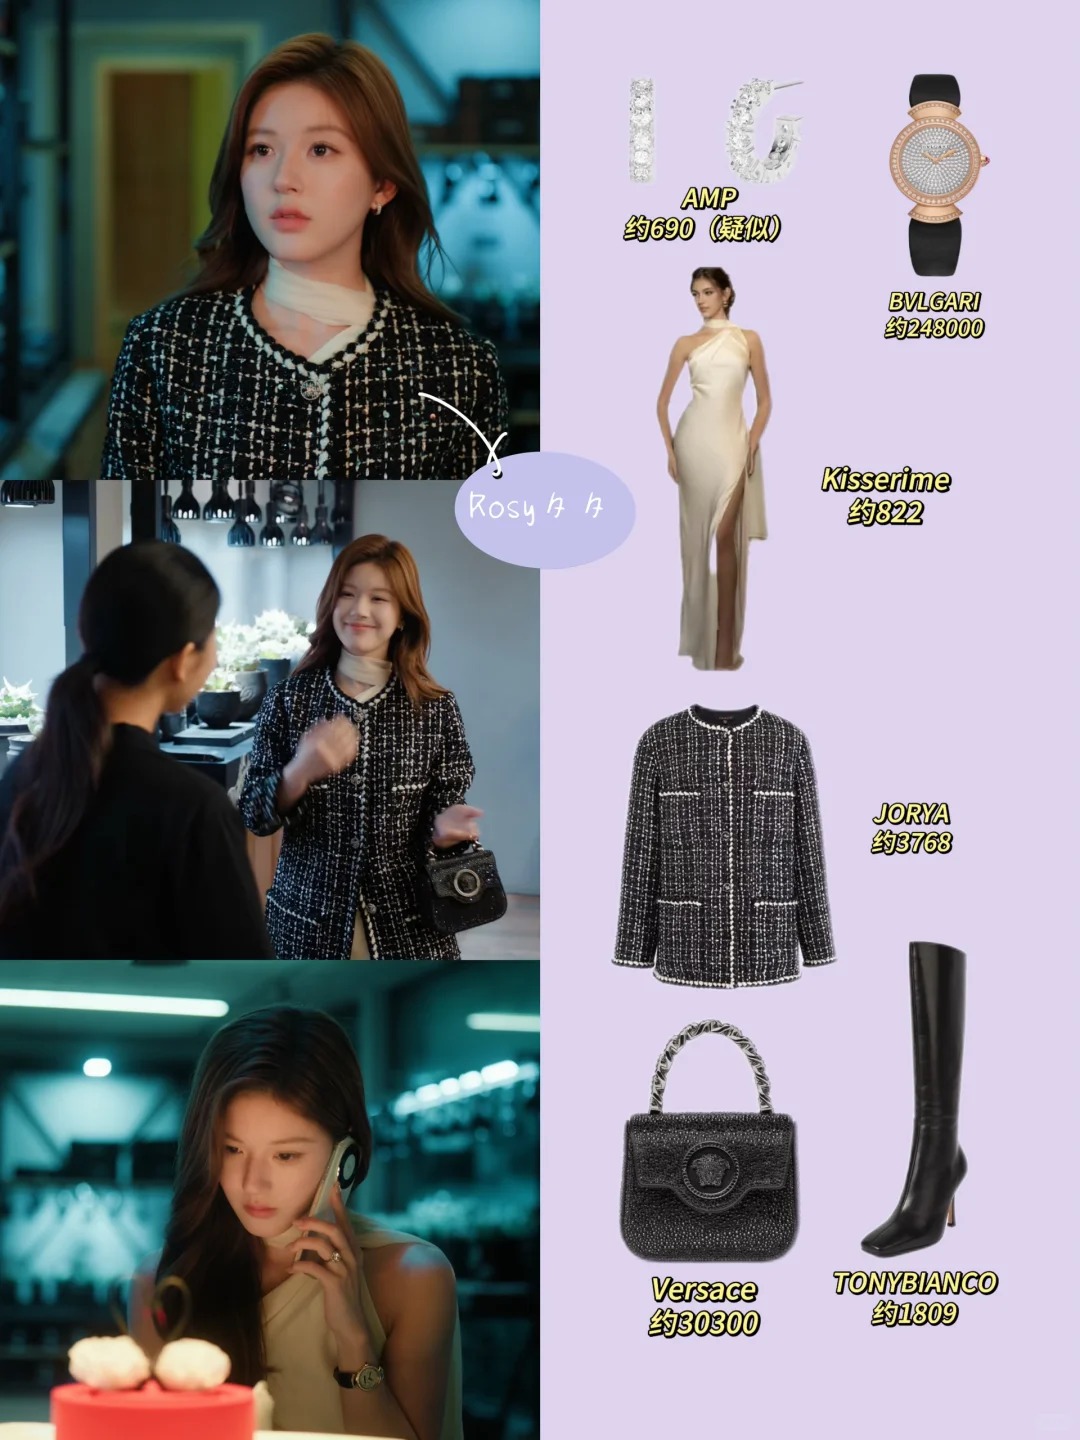 AMP
约690（疑似）
BVLGARI
约248000
Kisserime
约822
Rosy夕夕
JORYA
约3768
Versace
约30300
TONYBIANCO
约1809